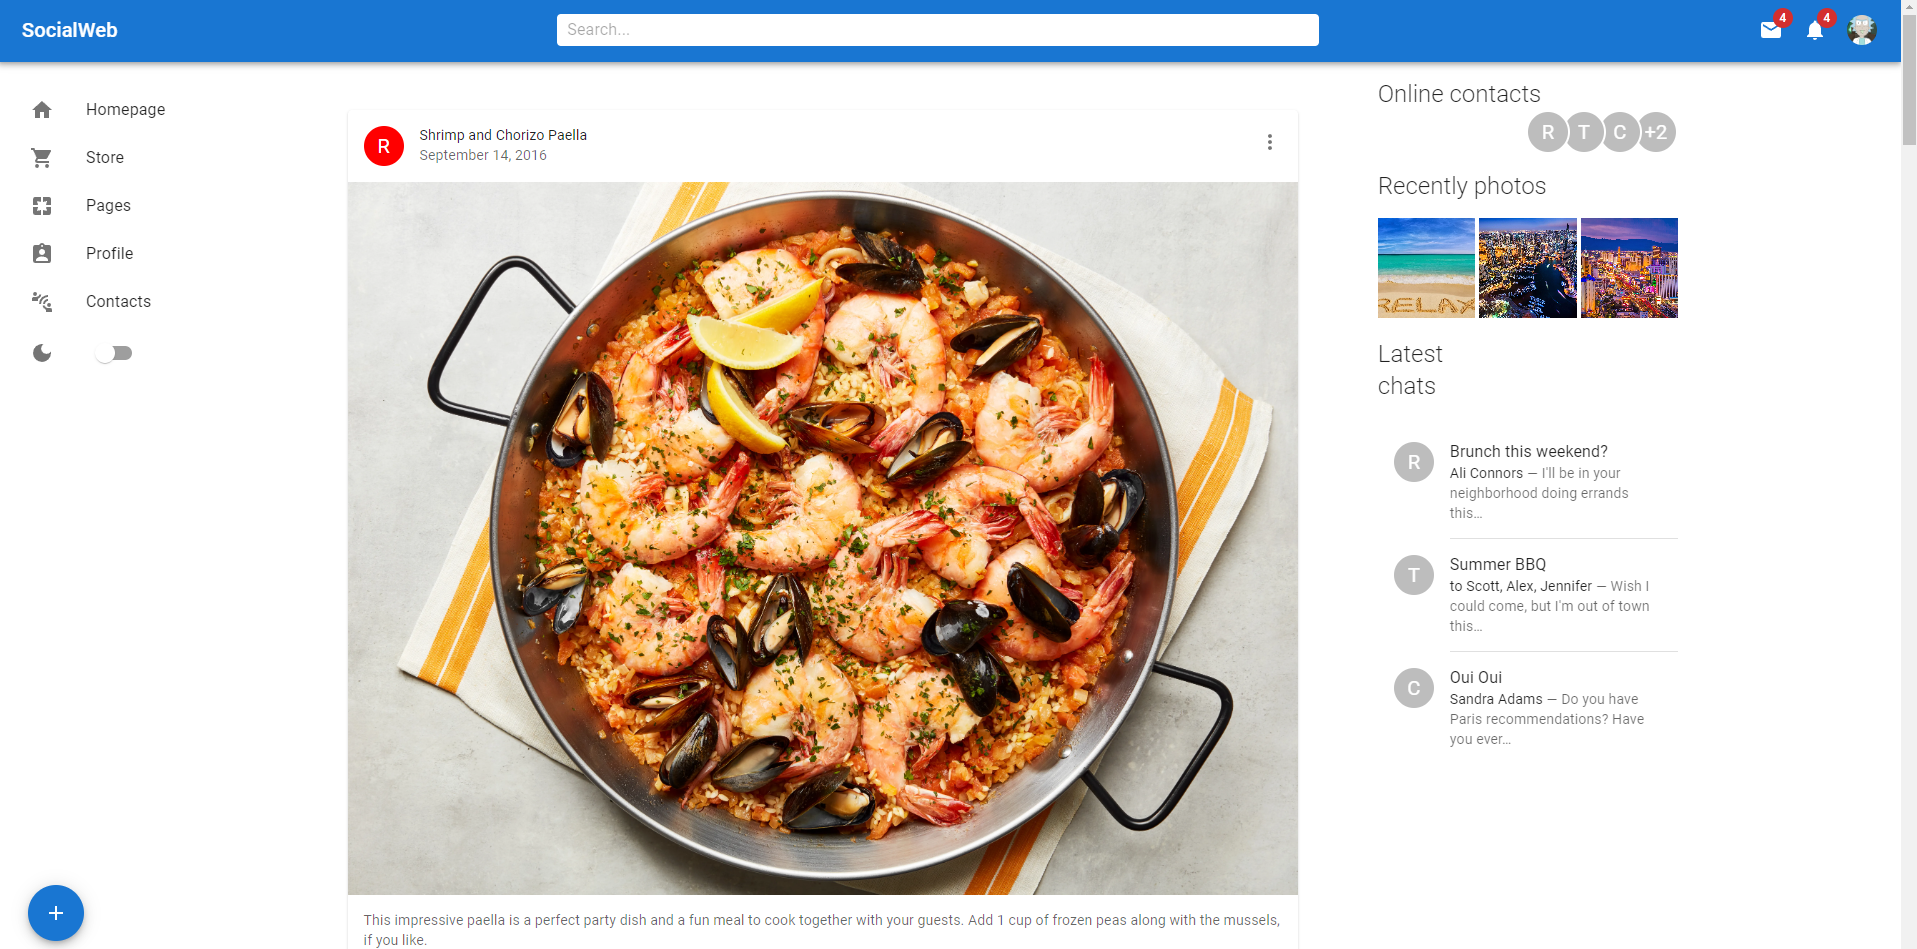 SocialWeb
Search...
4
4
Homepage
Store
Pages
Profile
Contacts
R
Shrimp and Chorizo Paella
September 14, 2016
This impressive paella is a perfect party dish and a fun meal to cook together with your guests. Add 1 cup of frozen peas along with the mussels,
if you like.
Online contacts
R T C +2
Recently photos
RELAX
Latest
chats
R
Brunch this weekend?
Ali Connors — I'll be in your
neighborhood doing errands
this…
T
Summer BBQ
to Scott, Alex, Jennifer — Wish I
could come, but I'm out of town
this…
C
Oui Oui
Sandra Adams — Do you have
Paris recommendations? Have
you ever…
+